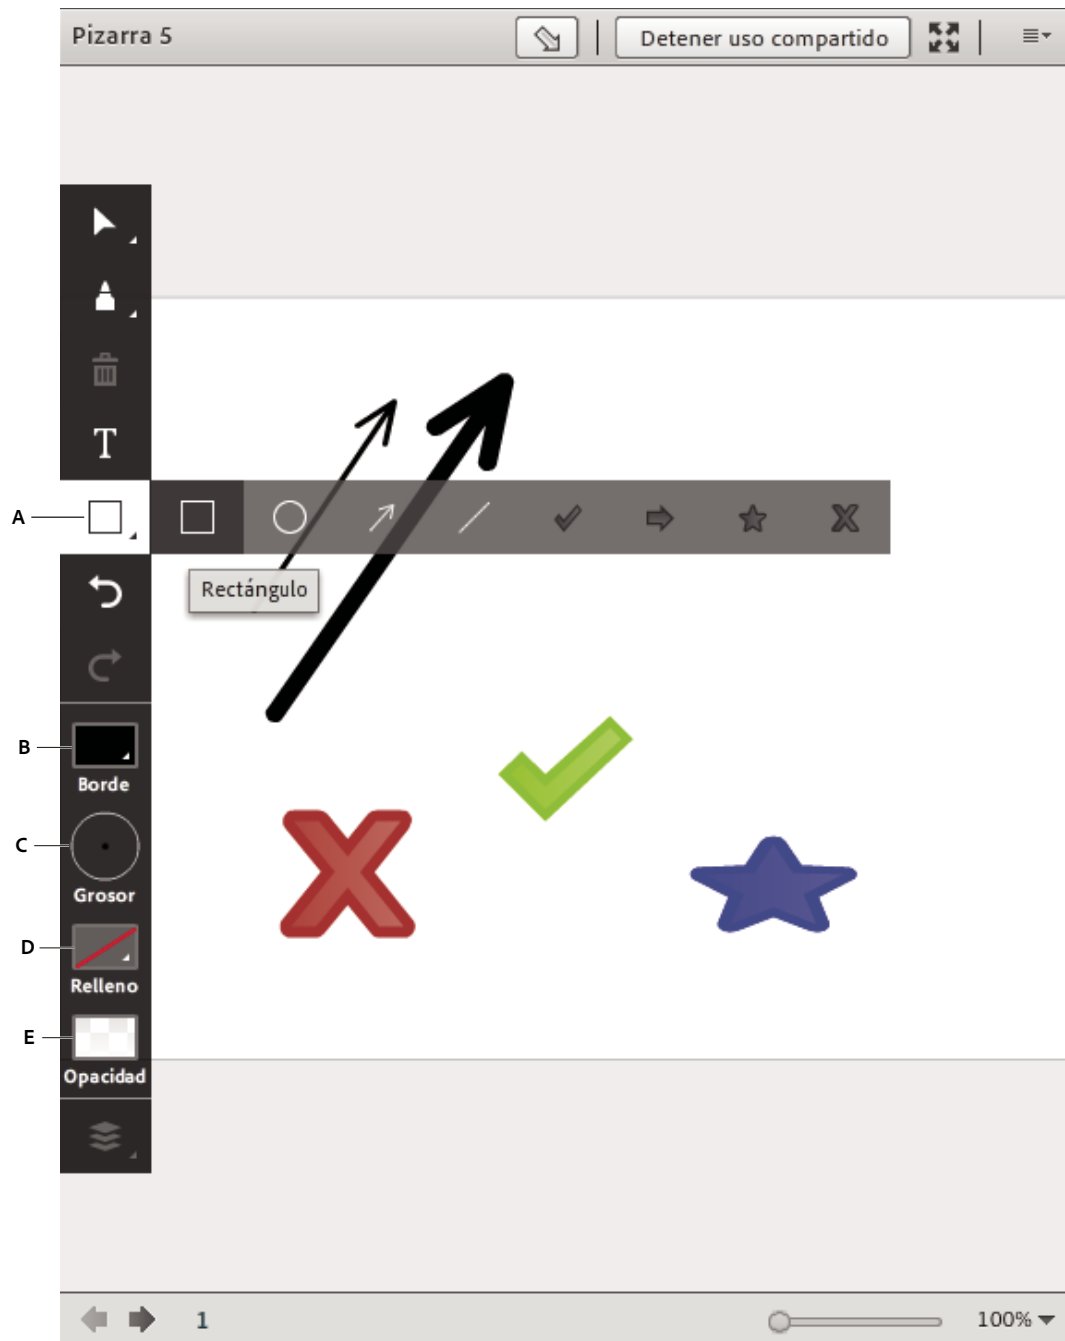 Pizarra 5
Detener uso compartido
T
A
Rectángulo
B
Borde
C
Grosor
D
Relleno
E
Opacidad
1
100%